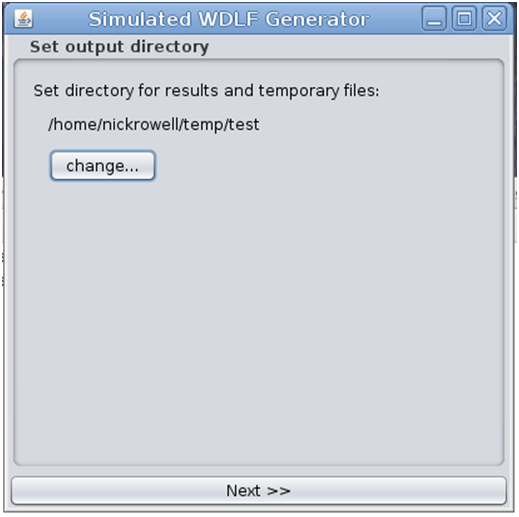 Simulated WDLF Generator
Set output directory
Set directory for results and temporary files:
/home/nickrowell/temp/test
change...
Next >>